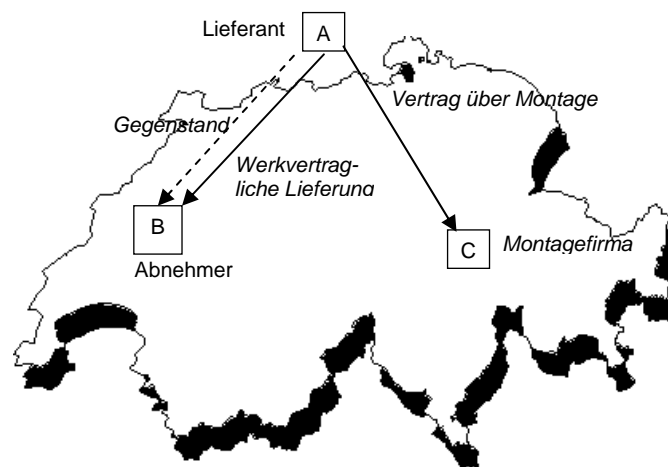 A
Lieferant
Vertrag über Montage
Gegenstand
Werkvertrag-
liche Lieferung
B
C
Montagefirma
Abnehmer